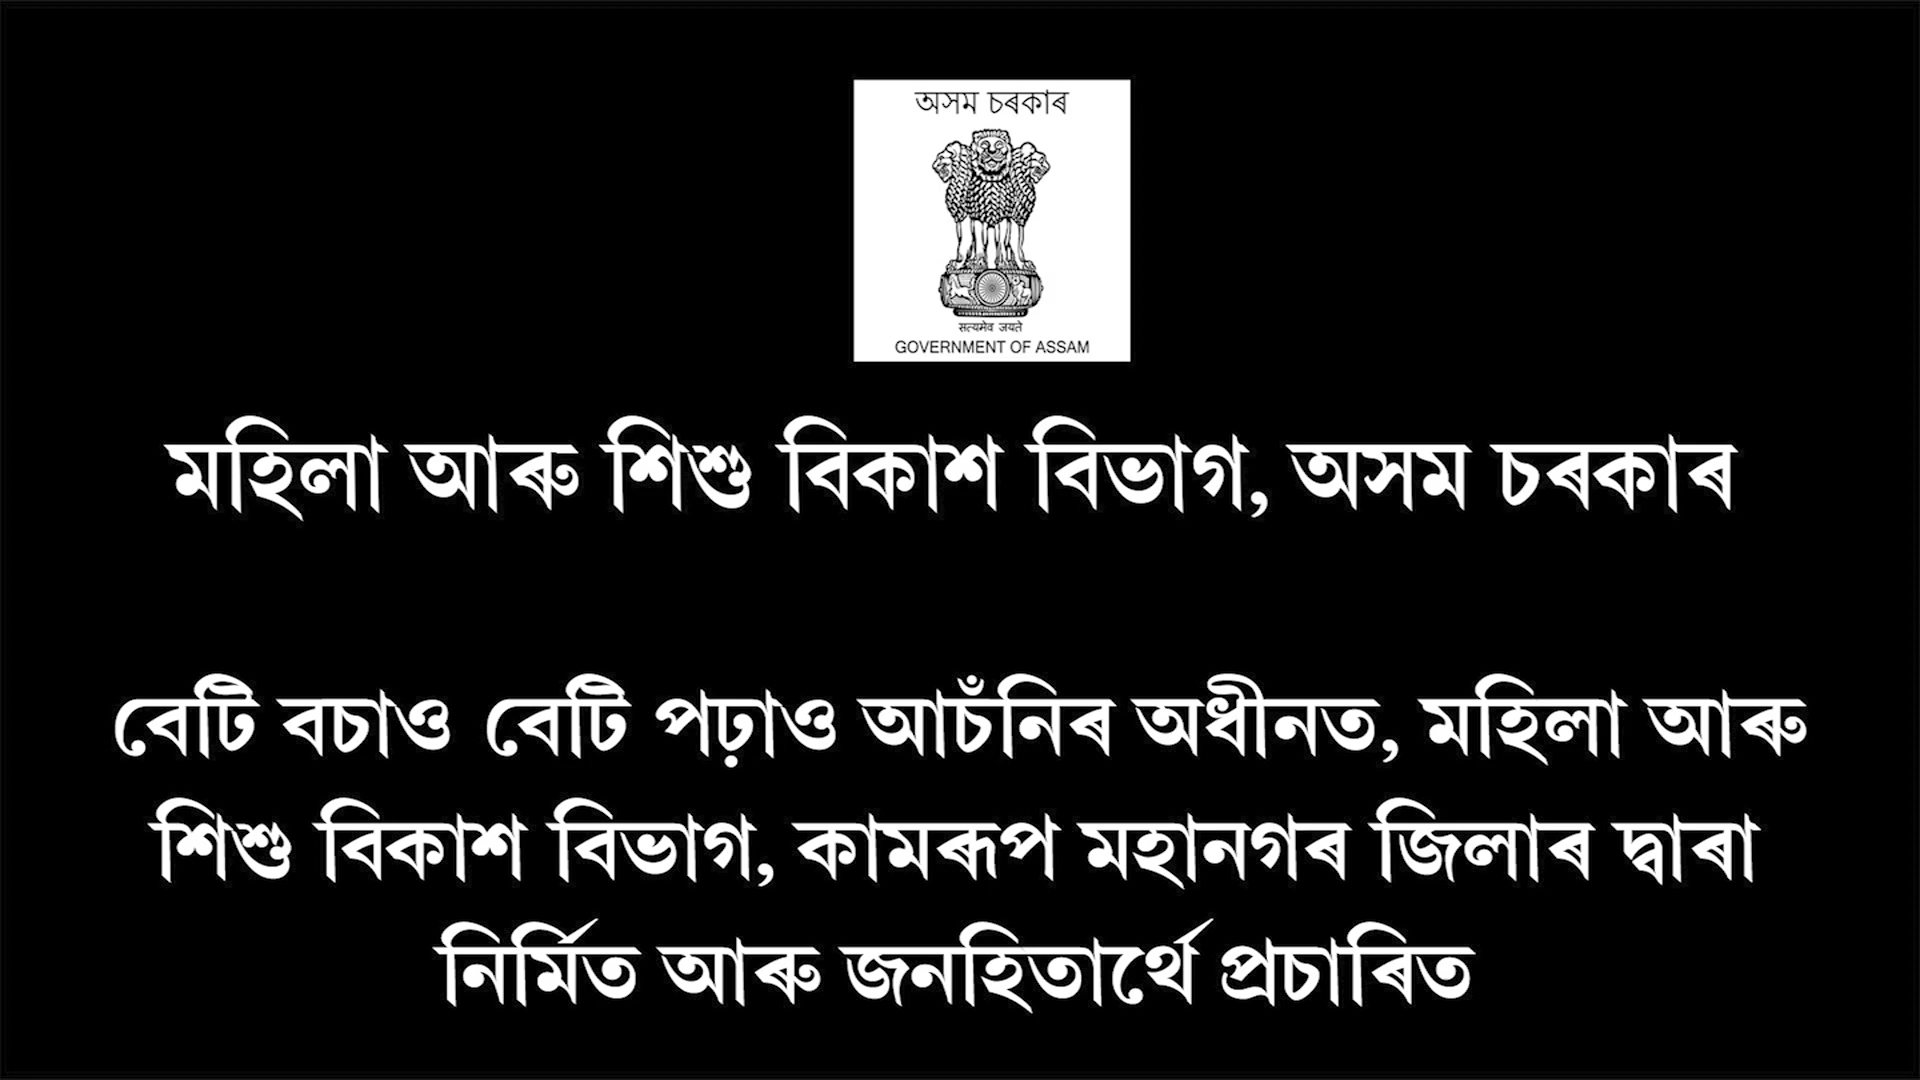 অসম চৰকাৰ
सत्यमेव जयते
GOVERNMENT OF ASSAM
মহিলা আৰু শিশু বিকাশ বিভাগ, অসম চৰকাৰ
বেটি বচাও বেটি পঢ়াও আচঁনিৰ অধীনত, মহিলা আৰু
শিশু বিকাশ বিভাগ, কামৰূপ মহানগৰ জিলাৰ দ্বাৰা
নিৰ্মিত আৰু জনহিতাৰ্থে প্ৰচাৰিত